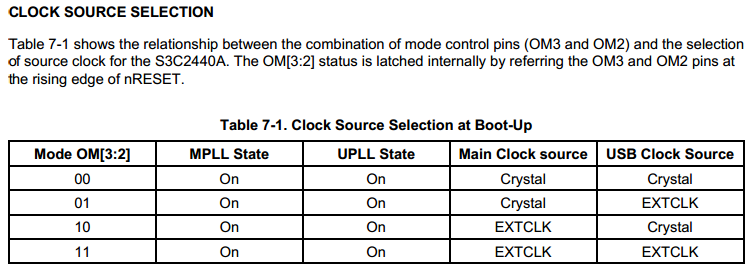 CLOCK SOURCE SELECTION
Table 7-1 shows the relationship between the combination of mode control pins (OM3 and OM2) and the selection
of source clock for the S3C2440A. The OM[3:2] status is latched internally by referring the OM3 and OM2 pins at
the rising edge of nRESET.
Table 7-1. Clock Source Selection at Boot-Up
Mode OM[3:2] MPLL State UPLL State Main Clock source USB Clock Source
00 On On Crystal Crystal
01 On On Crystal EXTCLK
10 On On EXTCLK Crystal
11 On On EXTCLK EXTCLK